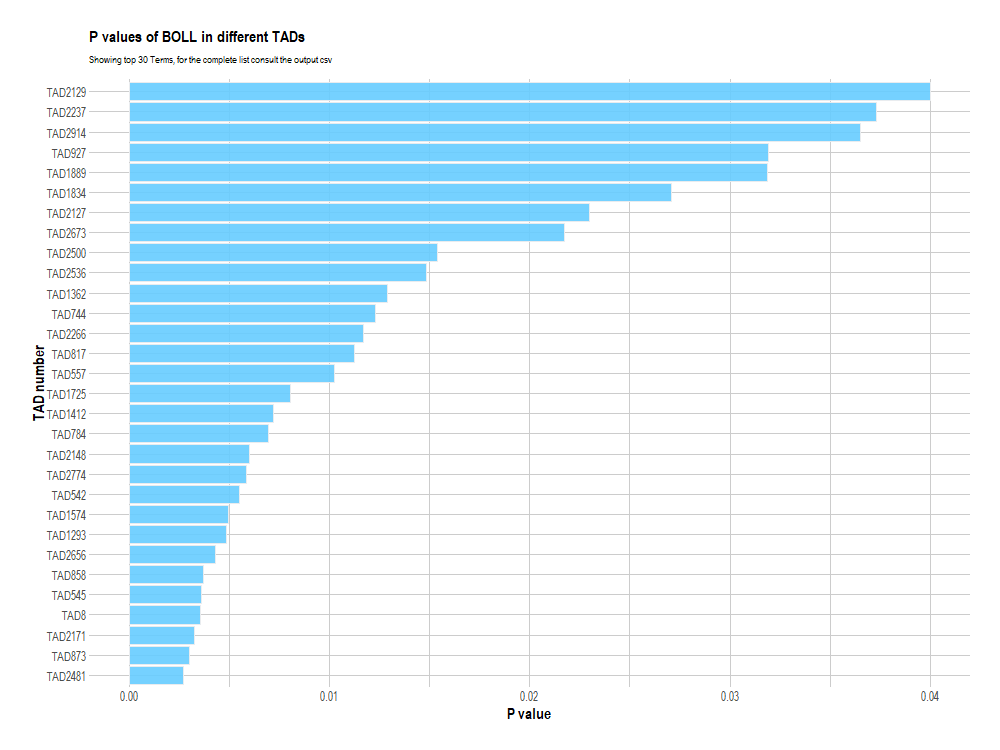 P values of BOLL in different TADs
Showing top 30 Terms, for the complete list consult the output csv
TAD number
TAD2129
TAD2237
TAD2914
TAD927
TAD1889
TAD1834
TAD2127
TAD2673
TAD2500
TAD2536
TAD1362
TAD744
TAD2266
TAD817
TAD557
TAD1725
TAD1412
TAD784
TAD2148
TAD2774
TAD542
TAD1574
TAD1293
TAD2656
TAD858
TAD545
TAD8
TAD2171
TAD873
TAD2481
0.00 0.01 0.02 0.03 0.04
P value